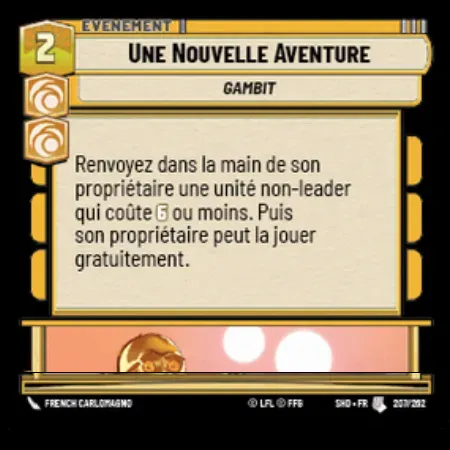 EVENEMENT
2
UNE NOUVELLE AVENTURE
GAMBIT
Renvoyez dans la main de son
propriétaire une unité non-leader
qui coûte 6 ou moins. Puis
son propriétaire peut la jouer
gratuitement.
FRENCH CARLOMAGNO
© LFL © FFG
SHD • FR
207/262